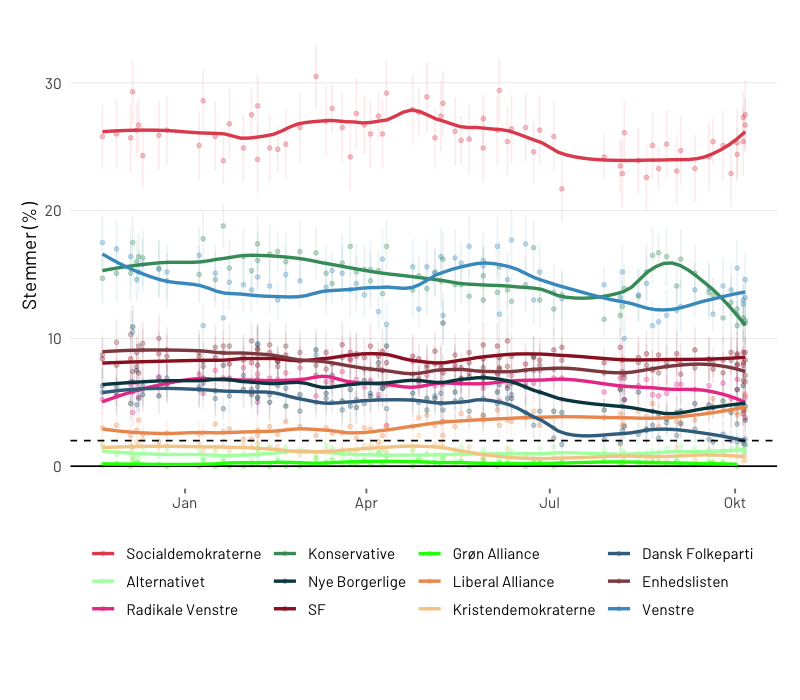 Stemmer (%)
30
20
10
0
Jan Apr Jul Okt
Socialdemokraterne Konservative Grøn Alliance Dansk Folkeparti
Alternativet Nye Borgerlige Liberal Alliance Enhedslisten
Radikale Venstre SF Kristendemokraterne Venstre